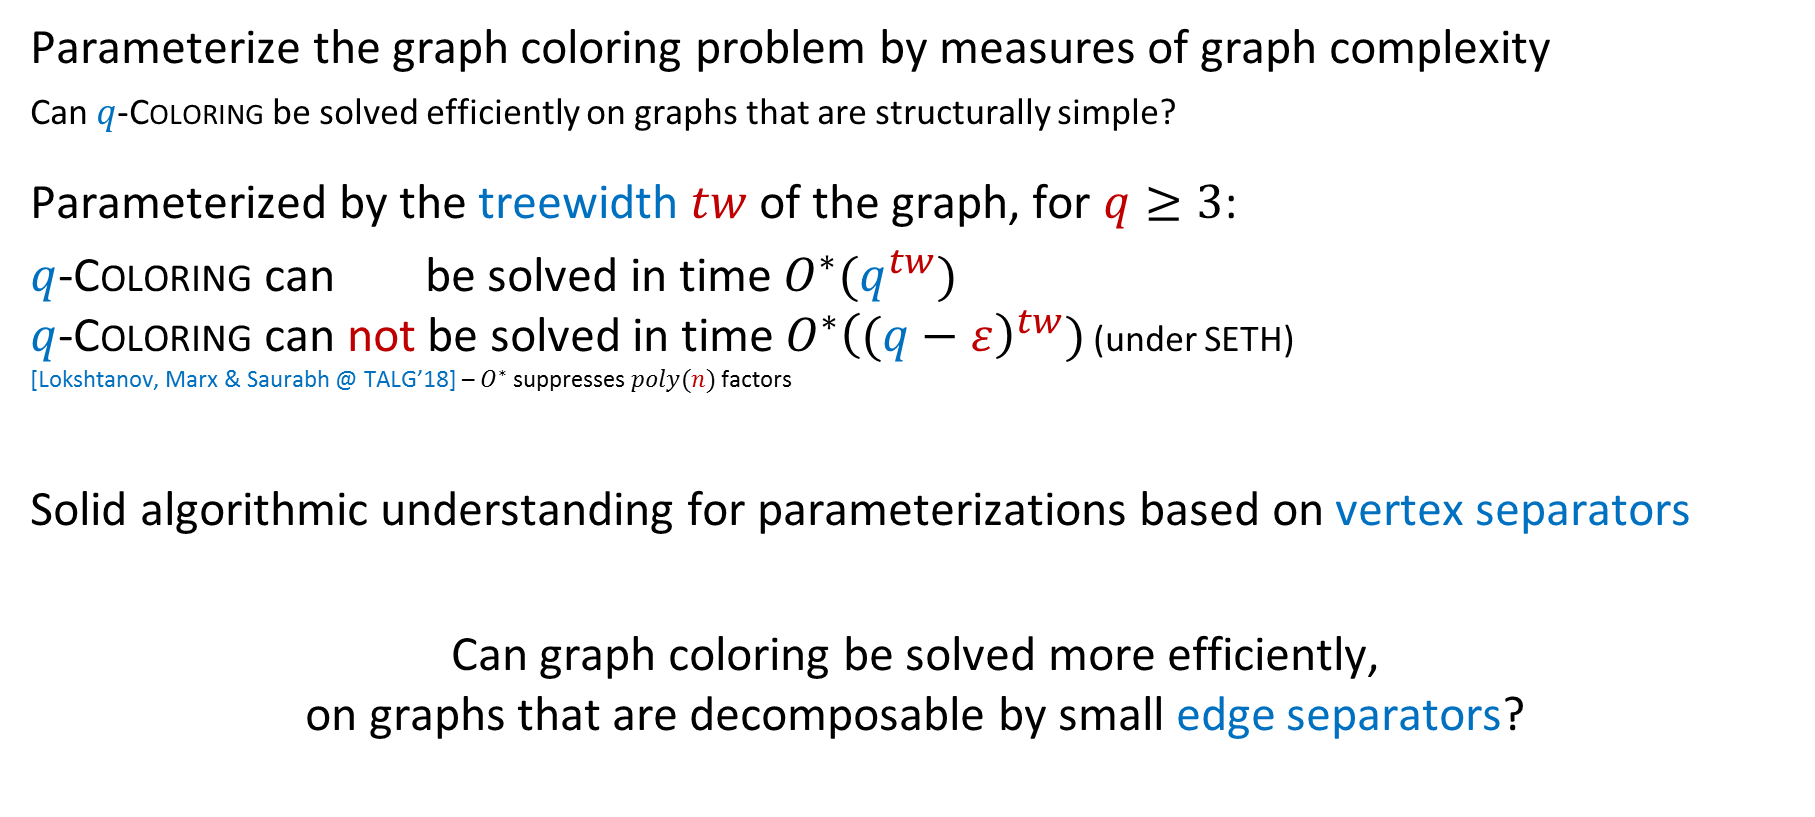 Parameterize the graph coloring problem by measures of graph complexity
Can q-COLORING be solved efficiently on graphs that are structurally simple?
Parameterized by the treewidth tw of the graph, for q ≥ 3:
q-COLORING can be solved in time O*(q^tw)
q-COLORING can not be solved in time O*((q − ε)^tw) (under SETH)
[Lokshtanov, Marx & Saurabh @ TALG’18] – O* suppresses poly(n) factors
Solid algorithmic understanding for parameterizations based on vertex separators
Can graph coloring be solved more efficiently,
on graphs that are decomposable by small edge separators?